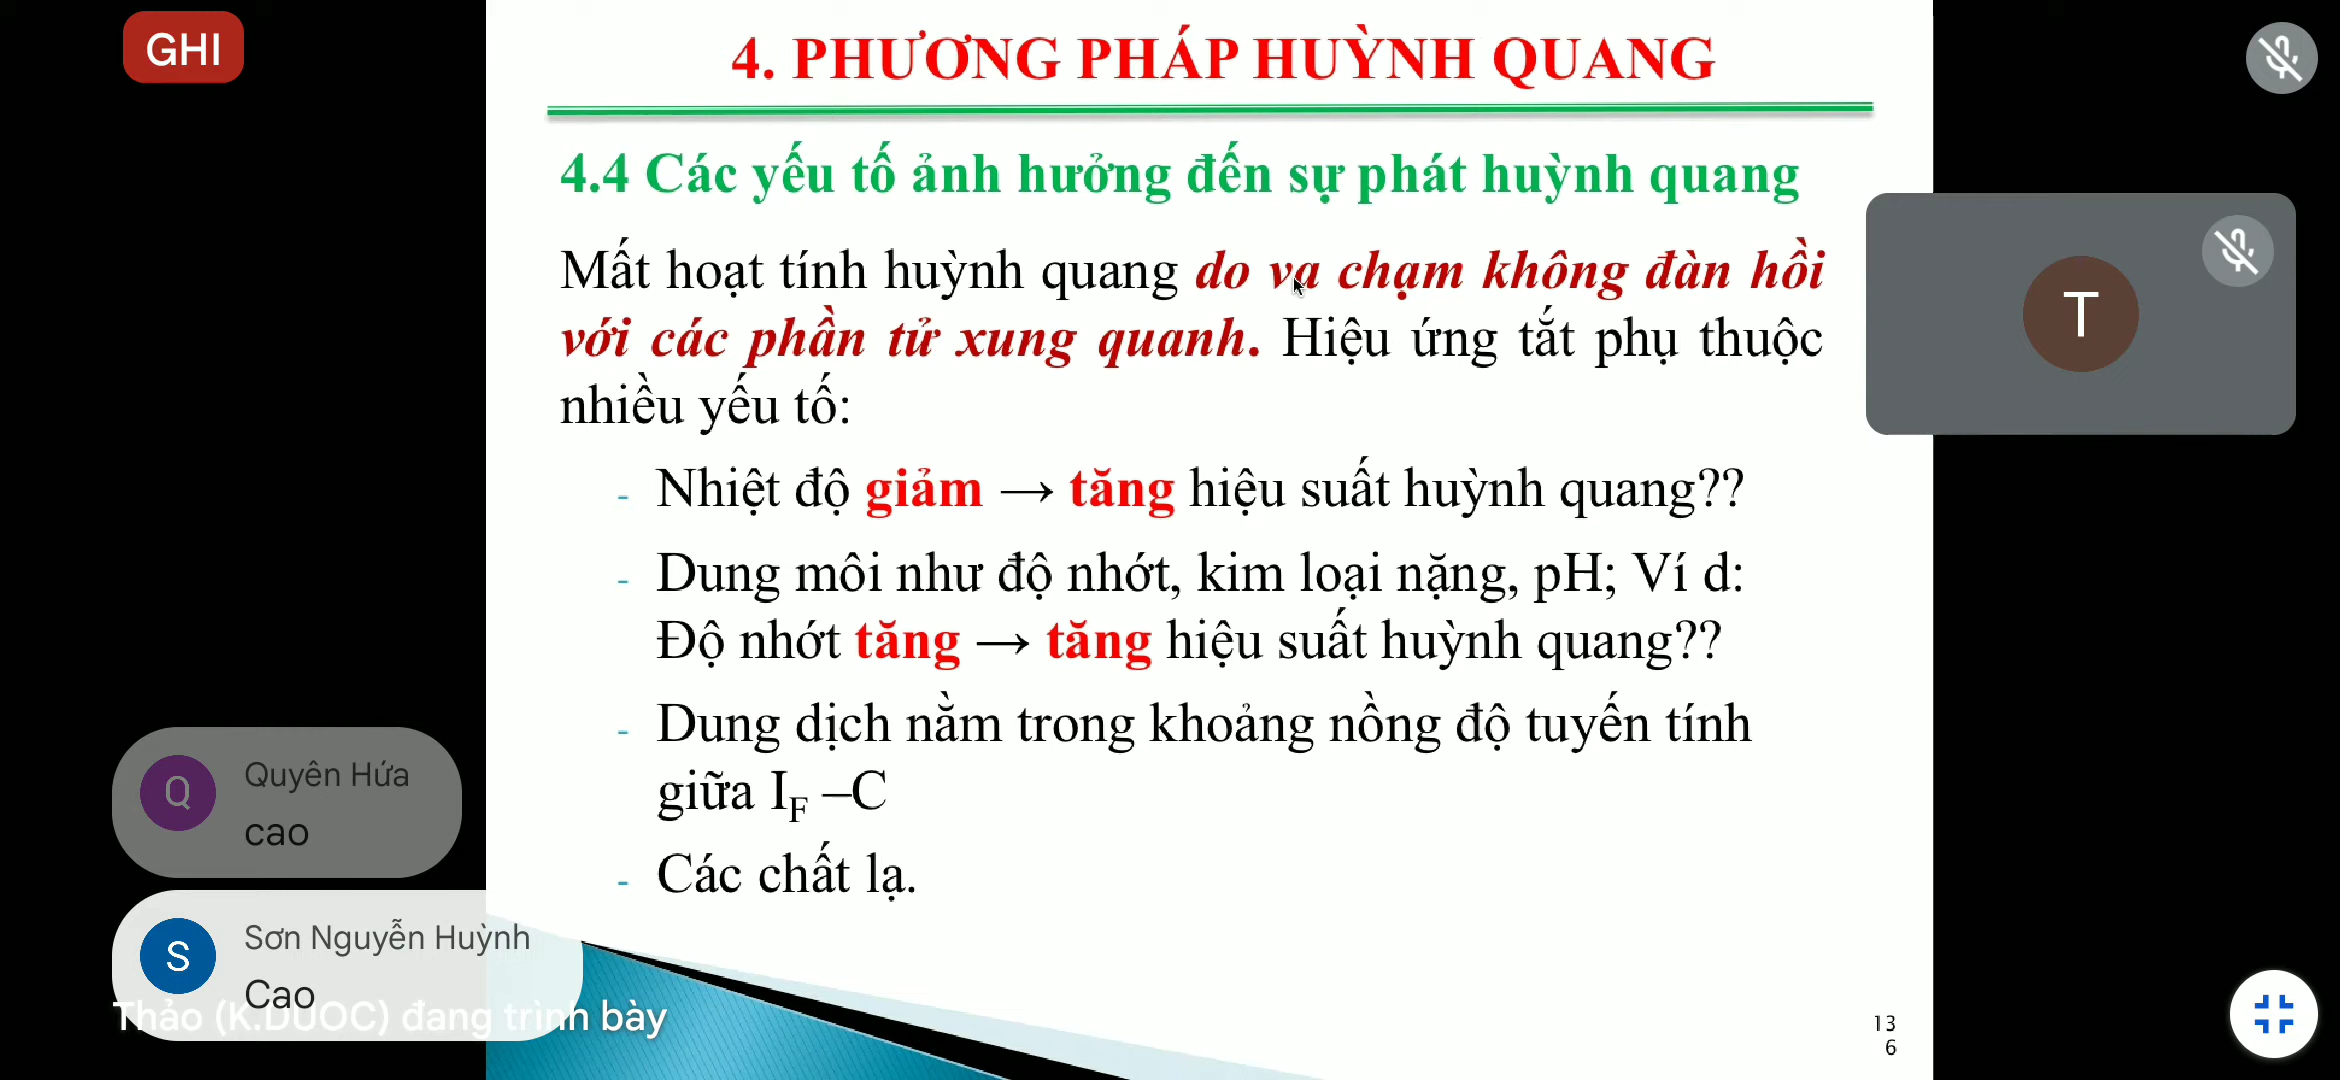 GHI
4. PHƯƠNG PHÁP HUỲNH QUANG
4.4 Các yếu tố ảnh hưởng đến sự phát huỳnh quang
Mất hoạt tính huỳnh quang do va chạm không đàn hồi
với các phần tử xung quanh. Hiệu ứng tắt phụ thuộc
nhiều yếu tố:
- Nhiệt độ giảm → tăng hiệu suất huỳnh quang??
- Dung môi như độ nhớt, kim loại nặng, pH; Ví d:
Độ nhớt tăng → tăng hiệu suất huỳnh quang??
- Dung dịch nằm trong khoảng nồng độ tuyến tính
giữa I_F –C
- Các chất lạ.
T
Q
Quyên Hứa
cao
S
Sơn Nguyễn Huỳnh
Cao
Thảo (K.DUOC) đang trình bày
13
6